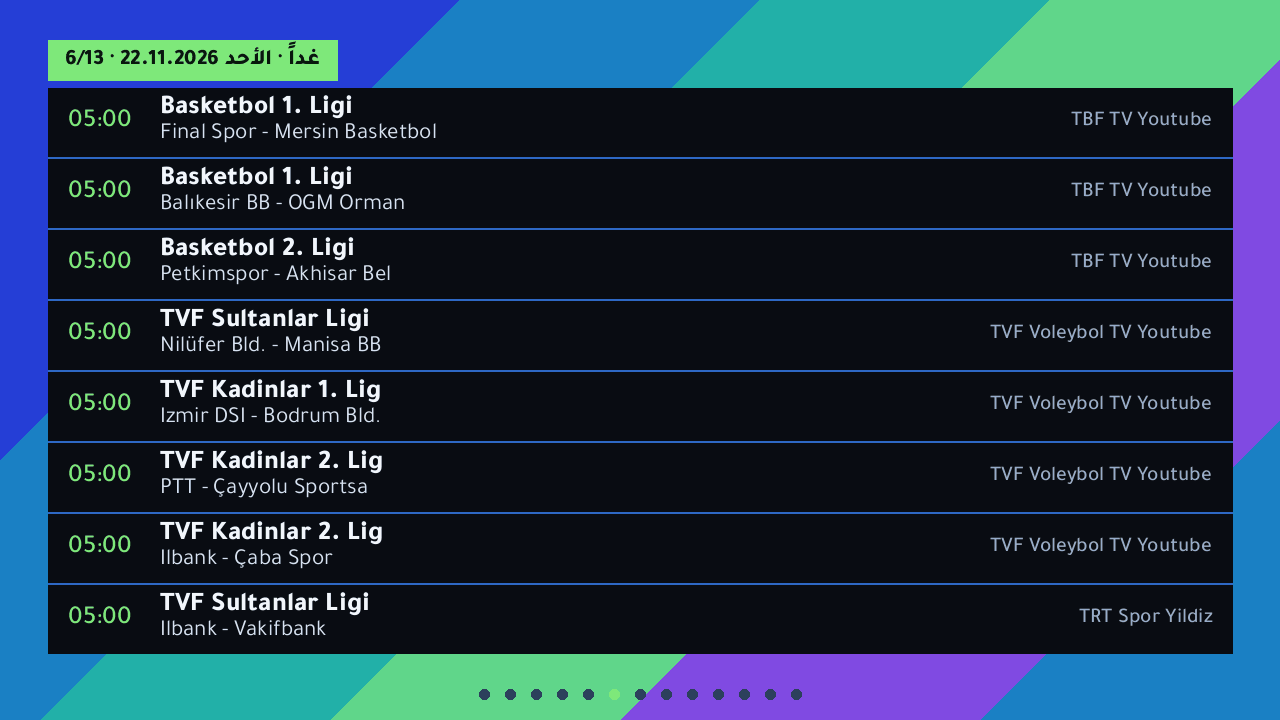 غداً · الأحد 22.11.2026 · 6/13
05:00
Basketbol 1. Ligi
Final Spor - Mersin Basketbol
TBF TV Youtube
05:00
Basketbol 1. Ligi
Balıkesir BB - OGM Orman
TBF TV Youtube
05:00
Basketbol 2. Ligi
Petkimspor - Akhisar Bel
TBF TV Youtube
05:00
TVF Sultanlar Ligi
Nilüfer Bld. - Manisa BB
TVF Voleybol TV Youtube
05:00
TVF Kadinlar 1. Lig
Izmir DSI - Bodrum Bld.
TVF Voleybol TV Youtube
05:00
TVF Kadinlar 2. Lig
PTT - Çayyolu Sportsa
TVF Voleybol TV Youtube
05:00
TVF Kadinlar 2. Lig
Ilbank - Çaba Spor
TVF Voleybol TV Youtube
05:00
TVF Sultanlar Ligi
Ilbank - Vakifbank
TRT Spor Yildiz